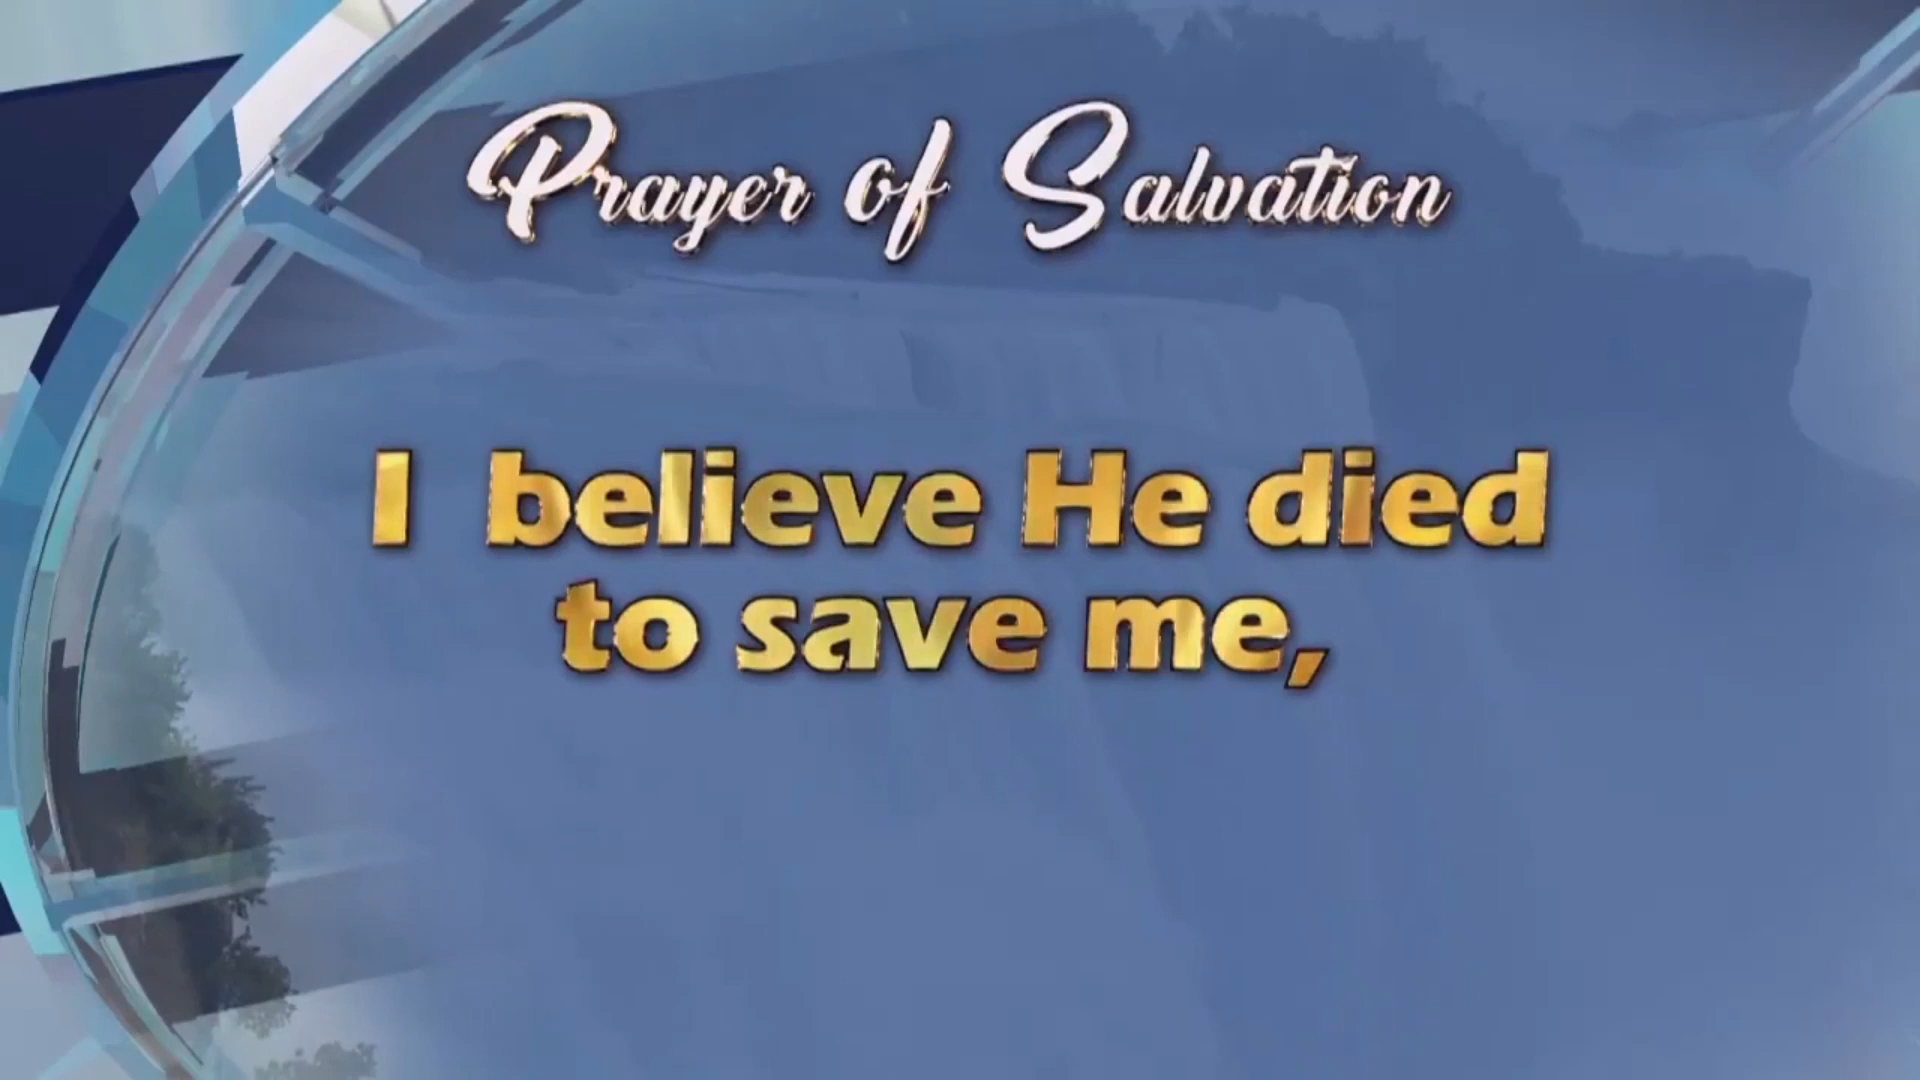 Prayer of Salvation
I believe He died
to save me,